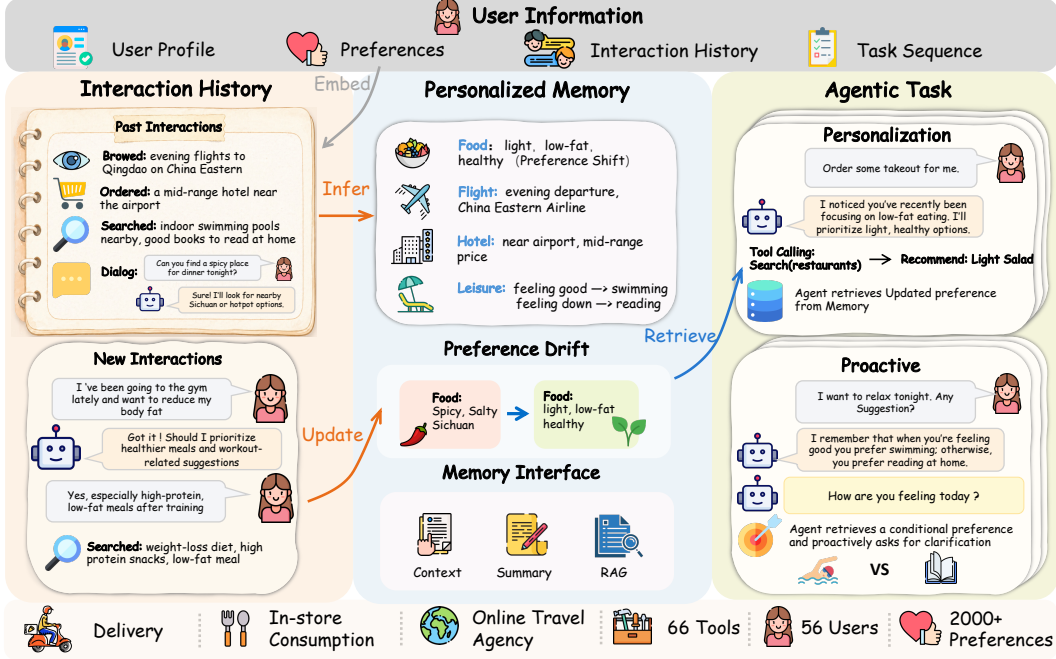 User Information
User Profile
Preferences
Interaction History
Task Sequence
Embed
Interaction History
Past Interactions
Browed: evening flights to
Qingdao on China Eastern
Ordered: a mid-range hotel near
the airport
Searched: indoor swimming pools
nearby, good books to read at home
Dialog:
Can you find a spicy place
for dinner tonight?
Sure! I'll look for nearby
Sichuan or hotpot options.
New Interactions
I 've been going to the gym
lately and want to reduce my
body fat
Got it ! Should I prioritize
healthier meals and workout-
related suggestions
Yes, especially high-protein,
low-fat meals after training
Searched: weight-loss diet, high
protein snacks, low-fat meal
Infer
Update
Personalized Memory
Food： light, low-fat,
healthy （Preference Shift）
Flight: evening departure,
China Eastern Airline
Hotel: near airport, mid-range
price
Leisure: feeling good —> swimming
feeling down —> reading
Preference Drift
Food:
Spicy, Salty
Sichuan
Food:
light, low-fat
healthy
Memory Interface
Context
Summary
RAG
Retrieve
Agentic Task
Personalization
Order some takeout for me.
I noticed you've recently been
focusing on low-fat eating. I'll
prioritize light, healthy options.
Tool Calling:
Search(restaurants)
Recommend: Light Salad
Agent retrieves Updated preference
from Memory
Proactive
I want to relax tonight. Any
Suggestion?
I remember that when you're feeling
good you prefer swimming; otherwise,
you prefer reading at home.
How are you feeling today ?
Agent retrieves a conditional preference
and proactively asks for clarification
VS
Delivery
In-store
Consumption
Online Travel
Agency
66 Tools
56 Users
2000+
Preferences